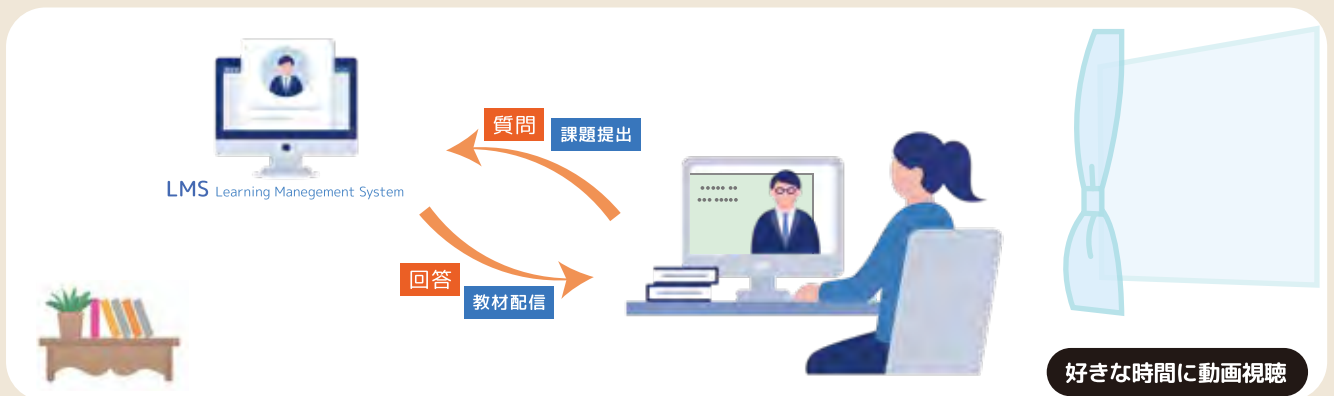 質問
課題提出
LMS Learning Manegement System
回答
教材配信
好きな時間に動画視聴